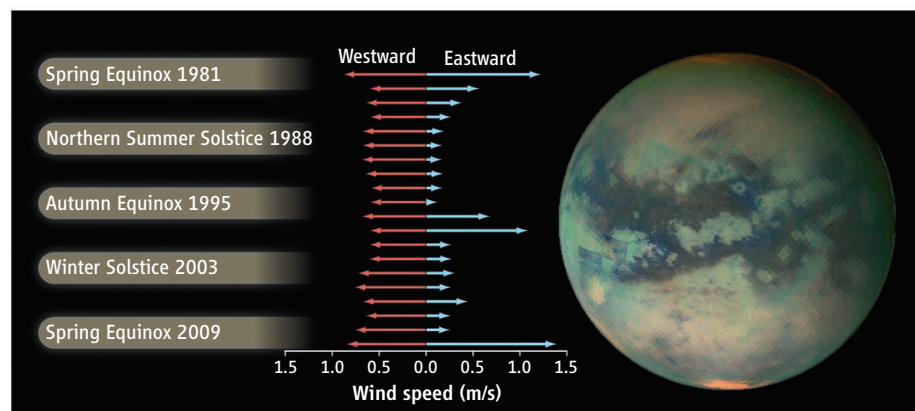 Westward Eastward
Spring Equinox 1981
Northern Summer Solstice 1988
Autumn Equinox 1995
Winter Solstice 2003
Spring Equinox 2009
1.5 1.0 0.5 0.0 0.5 1.0 1.5
Wind speed (m/s)